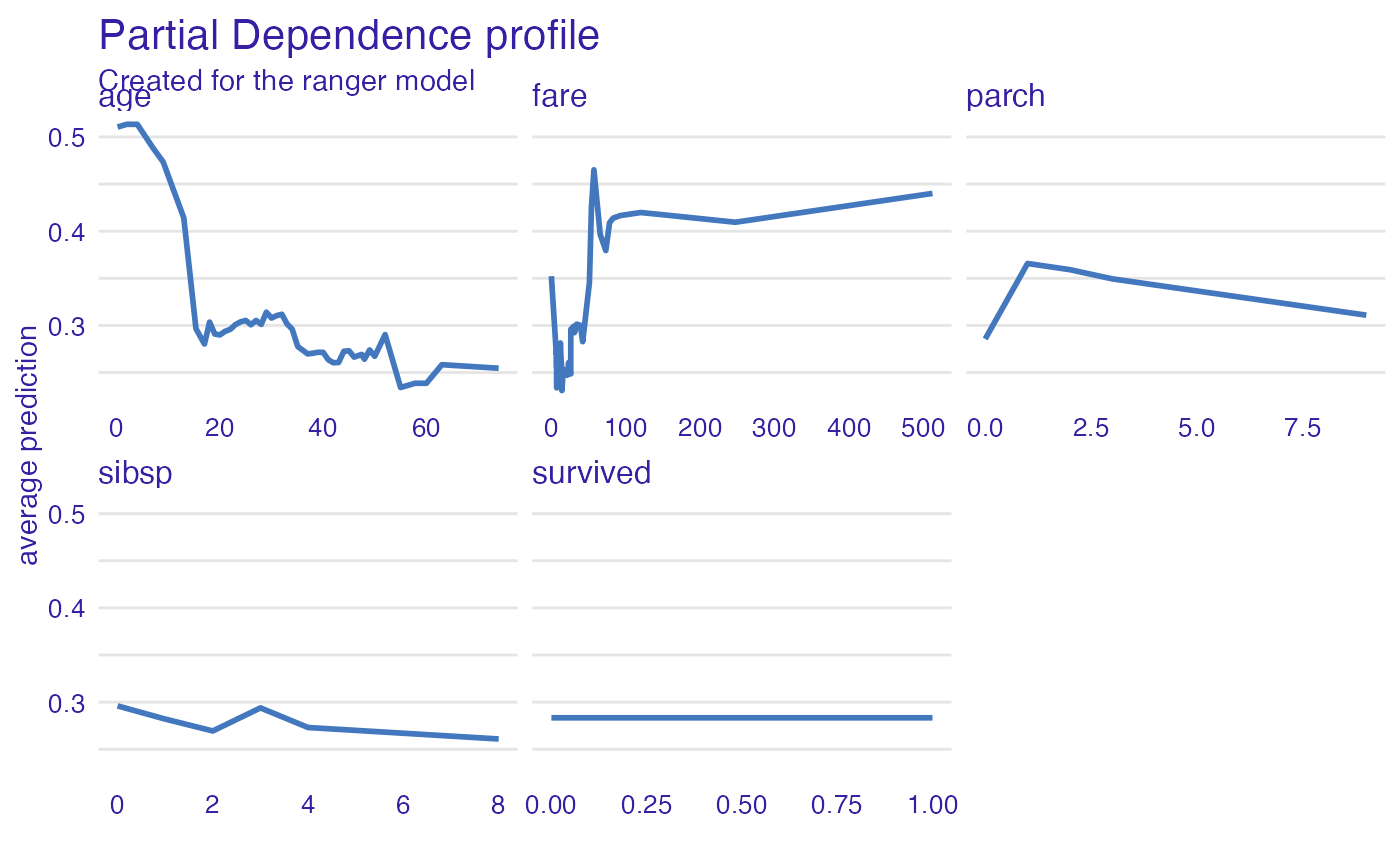 Partial Dependence profile
Created for the ranger model
age
fare
parch
0.5
0.4
0.3
average prediction
0 20 40 60
0 100 200 300 400 500
0.0 2.5 5.0 7.5
sibsp
survived
0.5
0.4
0.3
0 2 4 6 8
0.00 0.25 0.50 0.75 1.00